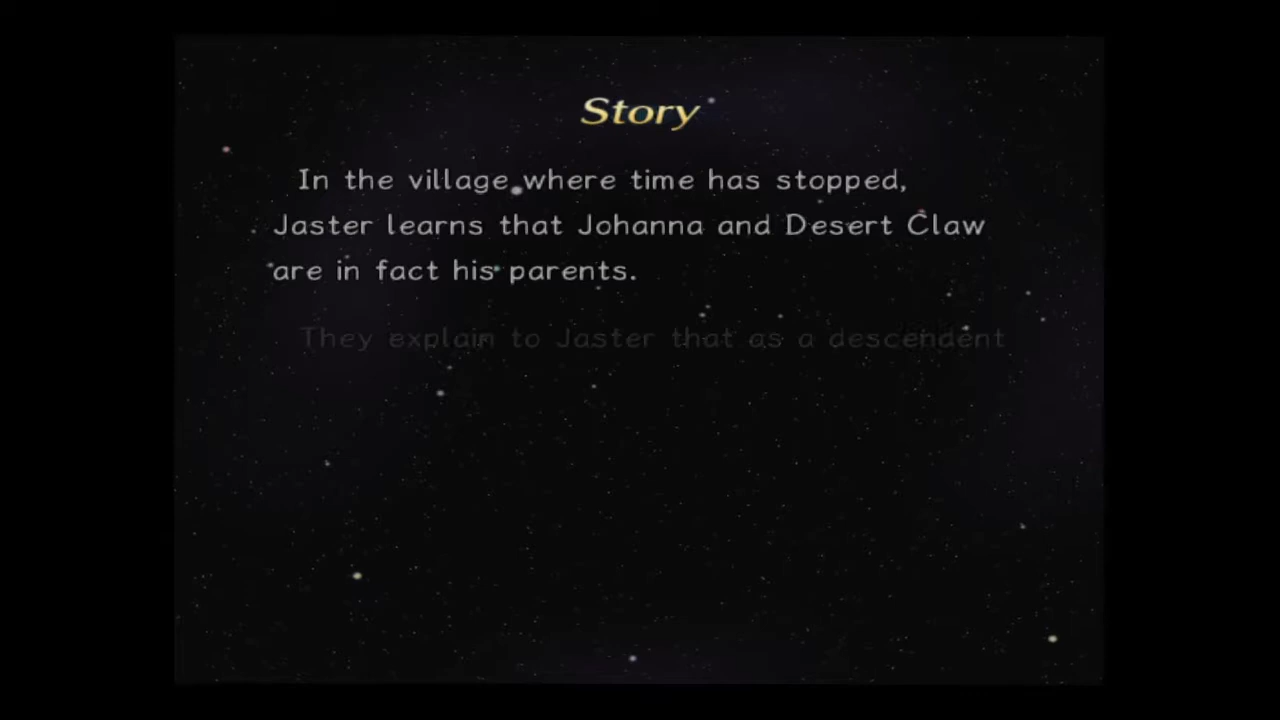 Story
In the village where time has stopped,
Jaster learns that Johanna and Desert Claw
are in fact his parents.
They explain to Jaster that as a descendent